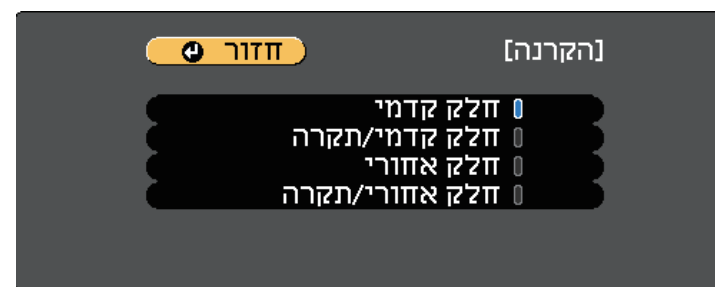 [הקרנה] חזור
חלק קדמי
חלק קדמי/תקרה
חלק אחורי
חלק אחורי/תקרה